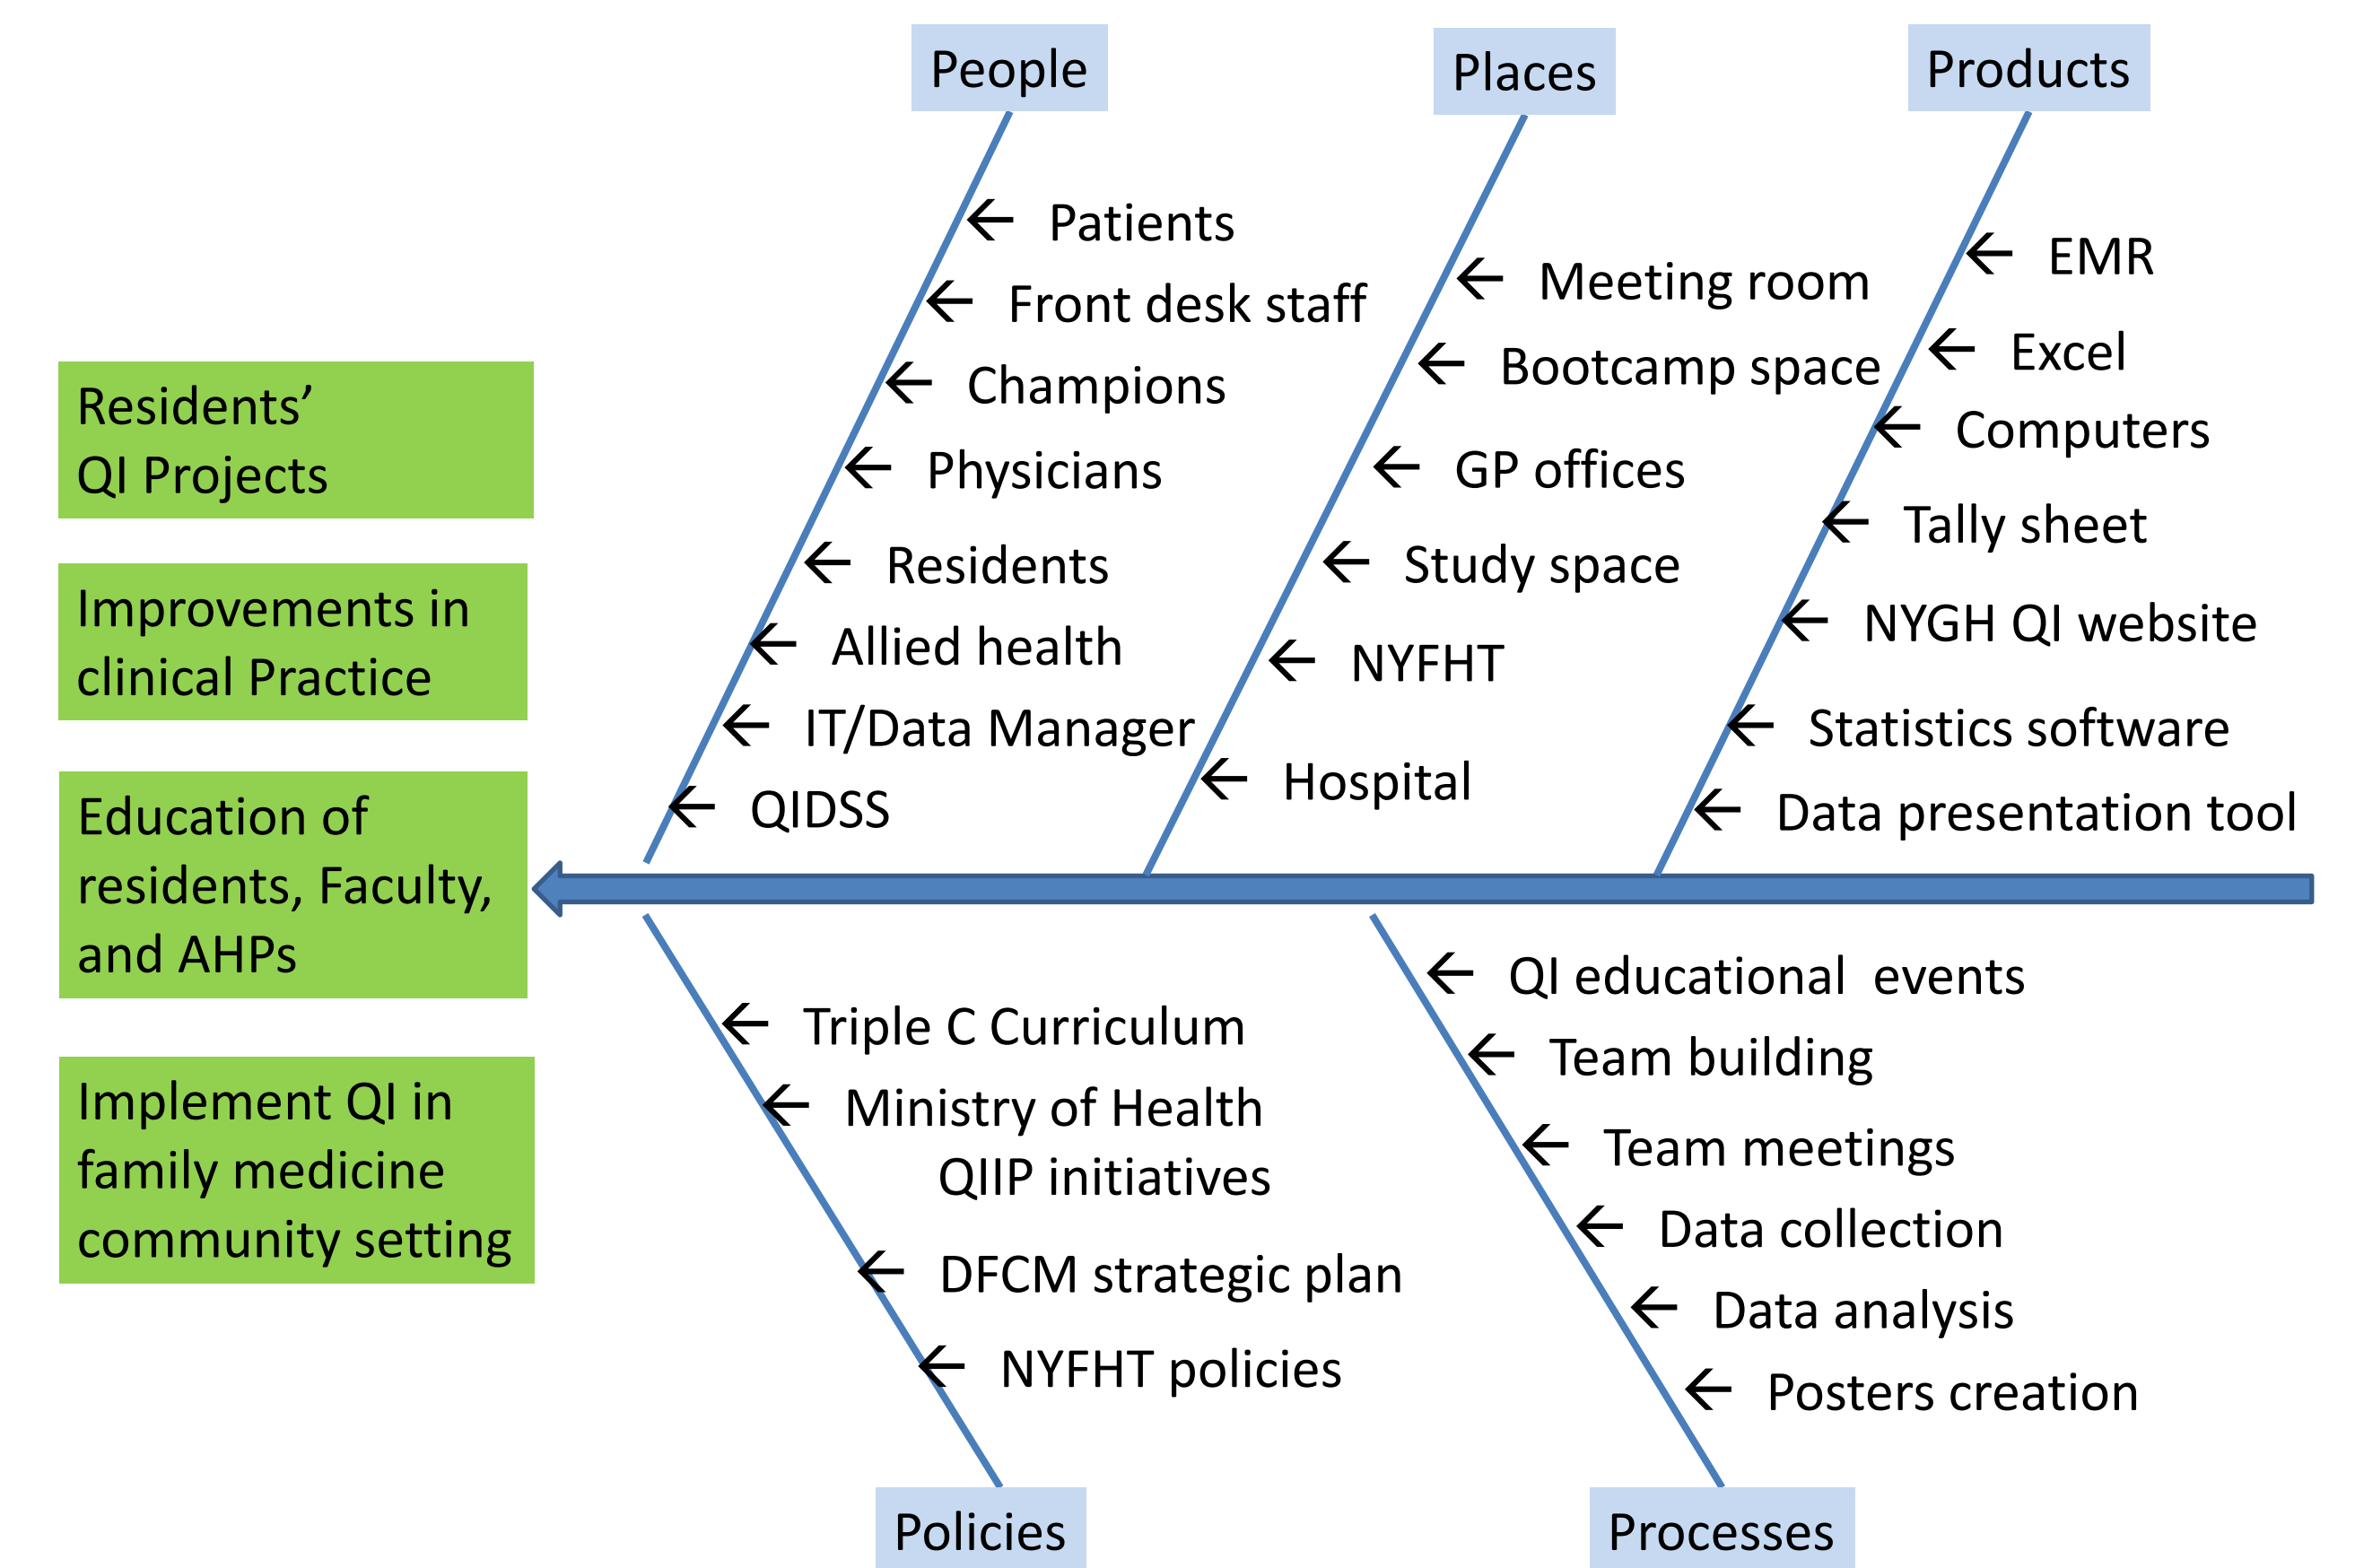 People
Places
Products
Patients
Front desk staff
Champions
Physicians
Residents
Allied health
IT/Data Manager
QIDSS
Meeting room
Bootcamp space
GP offices
Study space
NYFHT
Hospital
EMR
Excel
Computers
Tally sheet
NYGH QI website
Statistics software
Data presentation tool
Residents’
QI Projects
Improvements in
clinical Practice
Education of
residents, Faculty,
and AHPs
Implement QI in
family medicine
community setting
Triple C Curriculum
Ministry of Health
QIIP initiatives
DFCM strategic plan
NYFHT policies
QI educational  events
Team building
Team meetings
Data collection
Data analysis
Posters creation
Policies
Processes